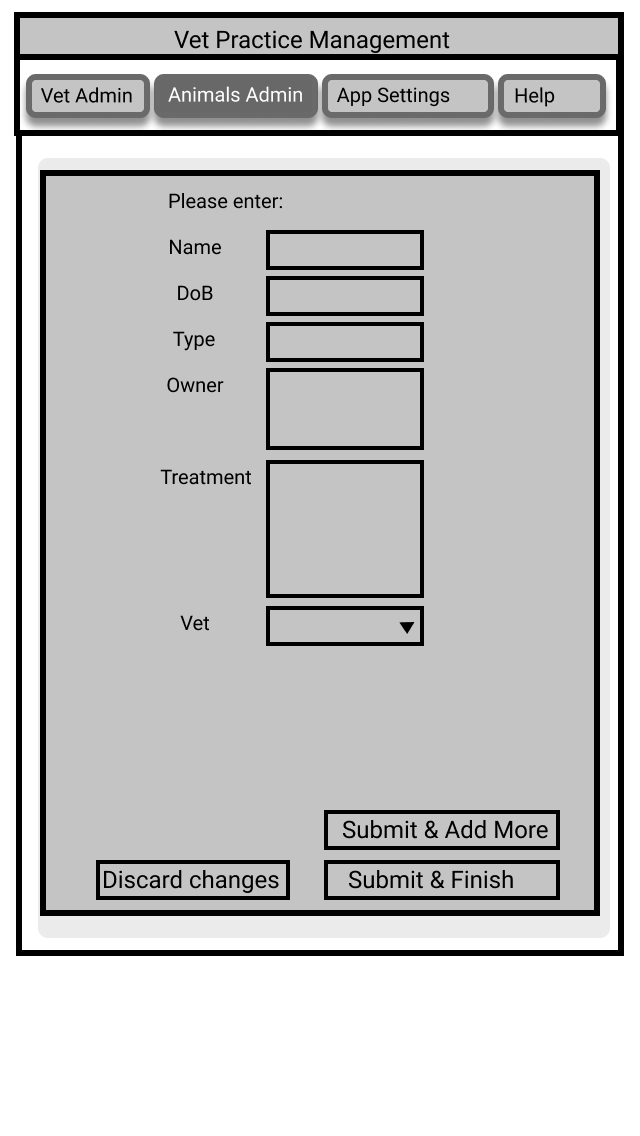 Vet Practice Management
Vet Admin Animals Admin App Settings Help
Please enter:
Name
DoB
Type
Owner
Treatment
Vet
Submit & Add More
Discard changes Submit & Finish